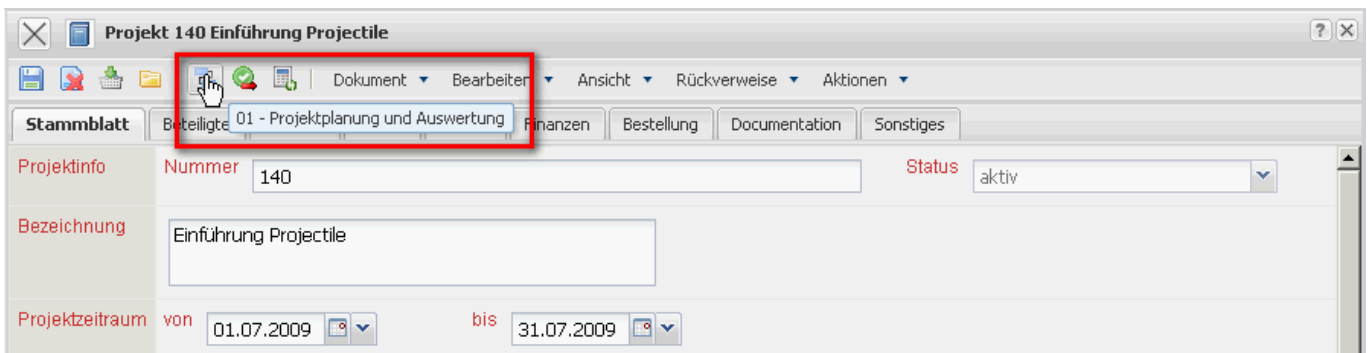 Projekt 140 Einführung Projectile
Dokument Bearbeiten Ansicht Rückverweise Aktionen
01 - Projektplanung und Auswertung
Stammblatt Finanzen Bestellung Documentation Sonstiges
Projektinfo Nummer 140 Status aktiv
Bezeichnung Einführung Projectile
Projektzeitraum von 01.07.2009 bis 31.07.2009